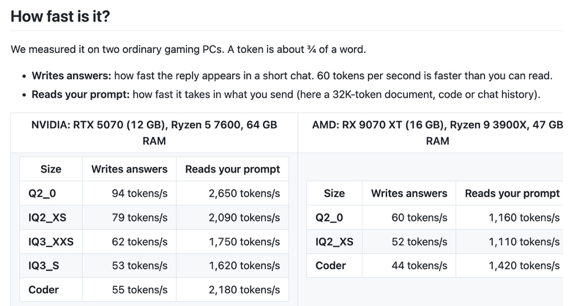 How fast is it?
We measured it on two ordinary gaming PCs. A token is about ¾ of a word.
• Writes answers: how fast the reply appears in a short chat. 60 tokens per second is faster than you can read.
• Reads your prompt: how fast it takes in what you send (here a 32K-token document, code or chat history).
NVIDIA: RTX 5070 (12 GB), Ryzen 5 7600, 64 GB
RAM
Size Writes answers Reads your prompt
Q2_0 94 tokens/s 2,650 tokens/s
IQ2_XS 79 tokens/s 2,090 tokens/s
IQ3_XXS 62 tokens/s 1,750 tokens/s
IQ3_S 53 tokens/s 1,620 tokens/s
Coder 55 tokens/s 2,180 tokens/s
AMD: RX 9070 XT (16 GB), Ryzen 9 3900X, 47 GB
RAM
Size Writes answers Reads your prompt
Q2_0 60 tokens/s 1,160 tokens/s
IQ2_XS 52 tokens/s 1,110 tokens/s
Coder 44 tokens/s 1,420 tokens/s